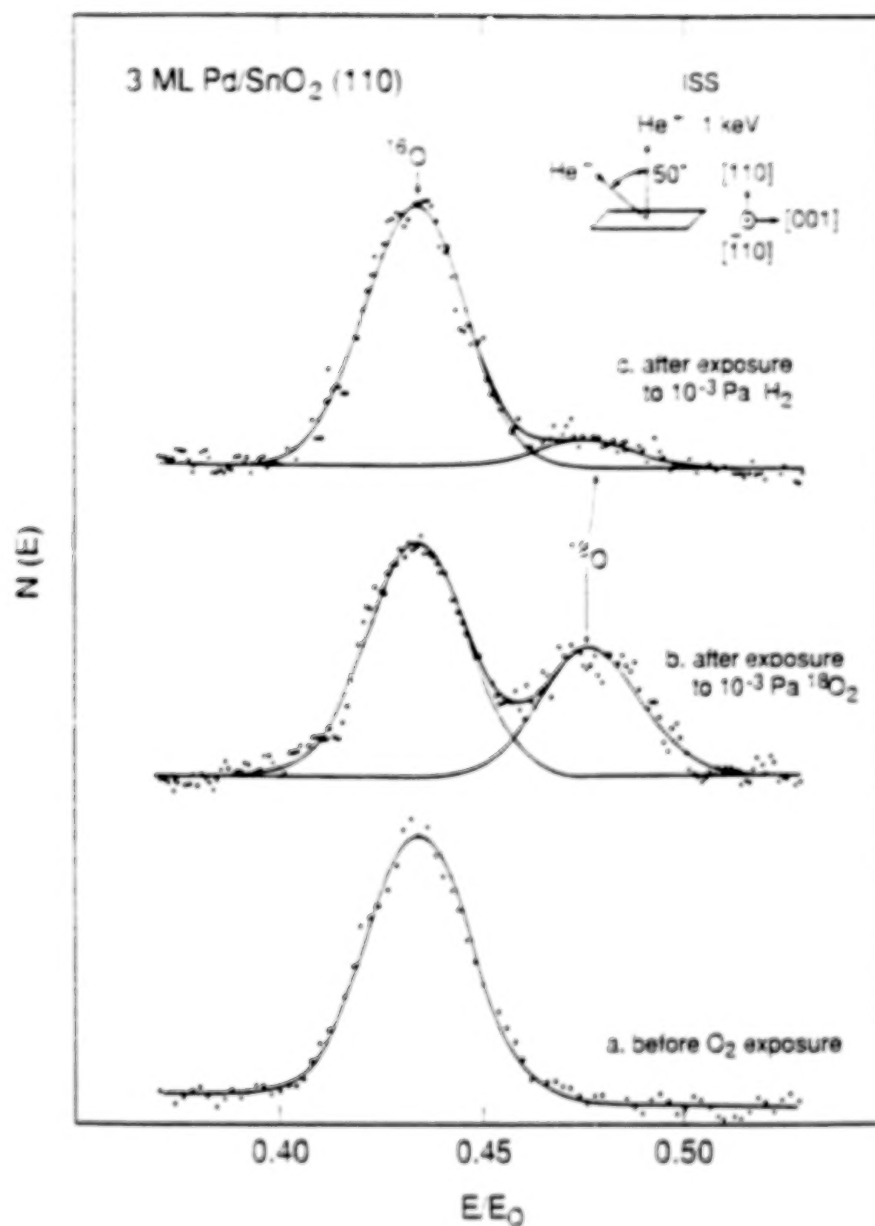 3 ML Pd/SnO₂ (110)
ISS
He⁺ 1 keV
¹⁶O
He⁺
50°
[110]
[001]
[1̄10]
c. after exposure
to 10⁻³ Pa H₂
¹⁸O
b. after exposure
to 10⁻³ Pa ¹⁸O₂
a. before O₂ exposure
N (E)
0.40
0.45
0.50
E/E₀